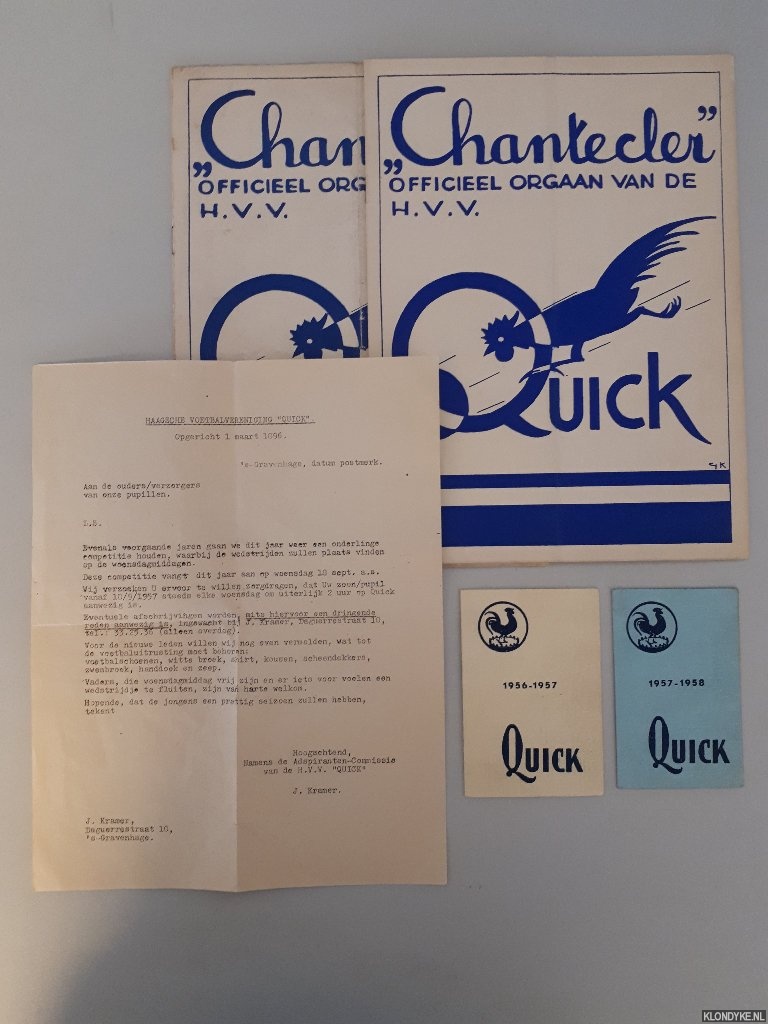 „Chan
OFFICIEEL ORG
H.V.V.
„Chantecler”
OFFICIEEL ORGAAN VAN DE
H.V.V.
QUICK
GK
HAAGSCHE VOETBALVERENIGING "QUICK".
Opgericht 1 maart 1896.
's-Gravenhage, datum postmerk.
Aan de ouders/verzorgers
van onze pupillen.
L.S.
Evenals voorgaande jaren gaan we dit jaar weer een onderlinge
competitie houden, waarbij de wedstrijden zullen plaats vinden
op de woensdagmiddagen.
Deze competitie vangt dit jaar aan op woensdag 18 sept. a.s.
Wij verzoeken U ervoor te willen zorgdragen, dat Uw zoon/pupil
vanaf 18/9/1957 steeds elke woensdag om uiterlijk 2 uur op Quick
aanwezig is.
Eventuele afschrijvingen worden, mits hiervoor een dringende
reden aanwezig is, ingewacht bij J. Kramer, Daguerrestraat 18,
tel.: 33.25.36 (alleen overdag).
Voor de nieuwe leden willen wij nog even vermelden, wat tot
de voetbaluitrusting moet behoren:
voetbalschoenen, witte broek, shirt, kousen, scheendekkers,
zwembroek, handdoek en zeep.
Vaders, die woensdagmiddag vrij zijn en er iets voor voelen een
wedstrijdje te fluiten, zijn van harte welkom.
Hopende, dat de jongens een prettig seizoen zullen hebben,
tekent
Hoogachtend,
Namens de Adspiranten-Commissie
van de H.V.V. "QUICK"
J. Kramer.
J. Kramer,
Daguerrestraat 18,
's-Gravenhage.
1956-1957
QUICK
1957-1958
QUICK
KLONDYKE.NL